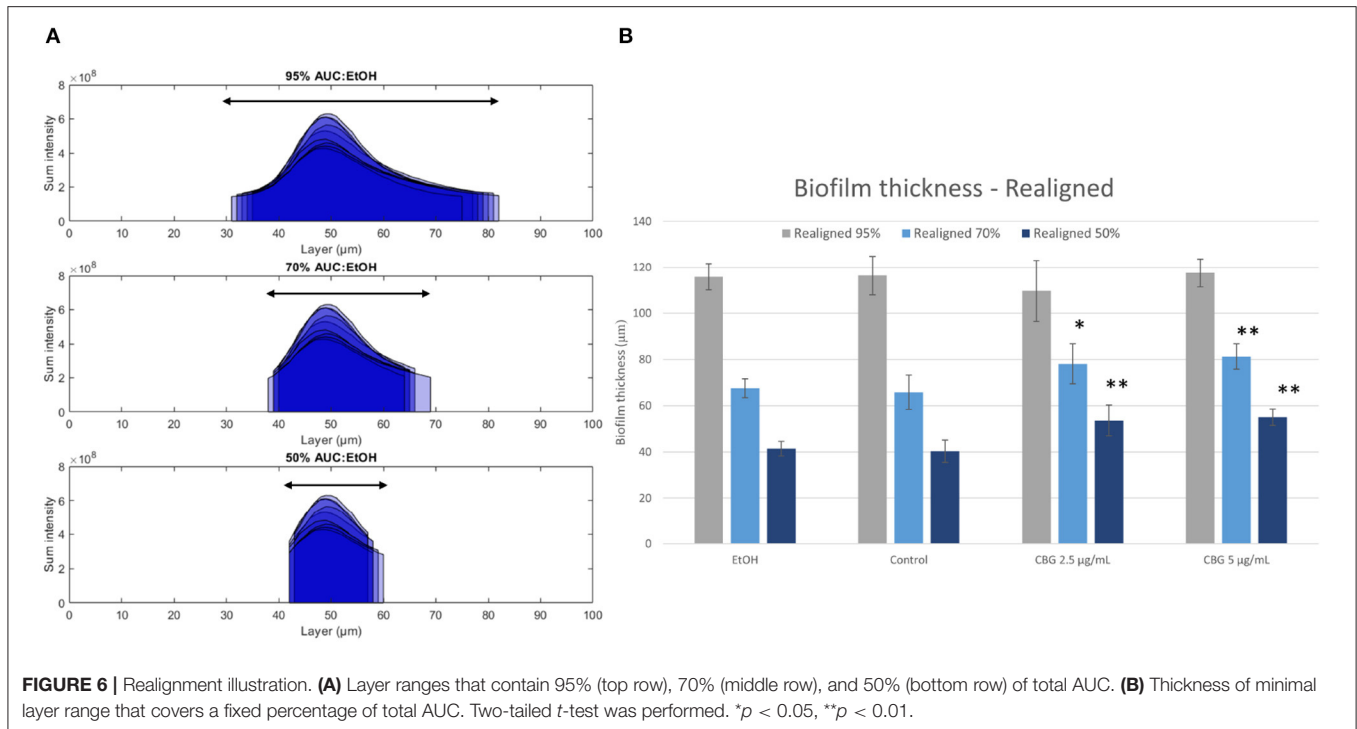 A
×10⁸
95% AUC:EtOH
8
6
4
2
0
Sum intensity
0 10 20 30 40 50 60 70 80 90 100
Layer (µm)
×10⁸
70% AUC:EtOH
8
6
4
2
0
Sum intensity
0 10 20 30 40 50 60 70 80 90 100
Layer (µm)
×10⁸
50% AUC:EtOH
8
6
4
2
0
Sum intensity
0 10 20 30 40 50 60 70 80 90 100
Layer (µm)
B
Biofilm thickness - Realigned
Realigned 95% Realigned 70% Realigned 50%
140
120
100
80
60
40
20
0
Biofilm thickness (µm)
* **
** **
EtOH Control CBG 2.5 µg/mL CBG 5 µg/mL
FIGURE 6 | Realignment illustration. (A) Layer ranges that contain 95% (top row), 70% (middle row), and 50% (bottom row) of total AUC. (B) Thickness of minimal
layer range that covers a fixed percentage of total AUC. Two-tailed t-test was performed. *p < 0.05, **p < 0.01.